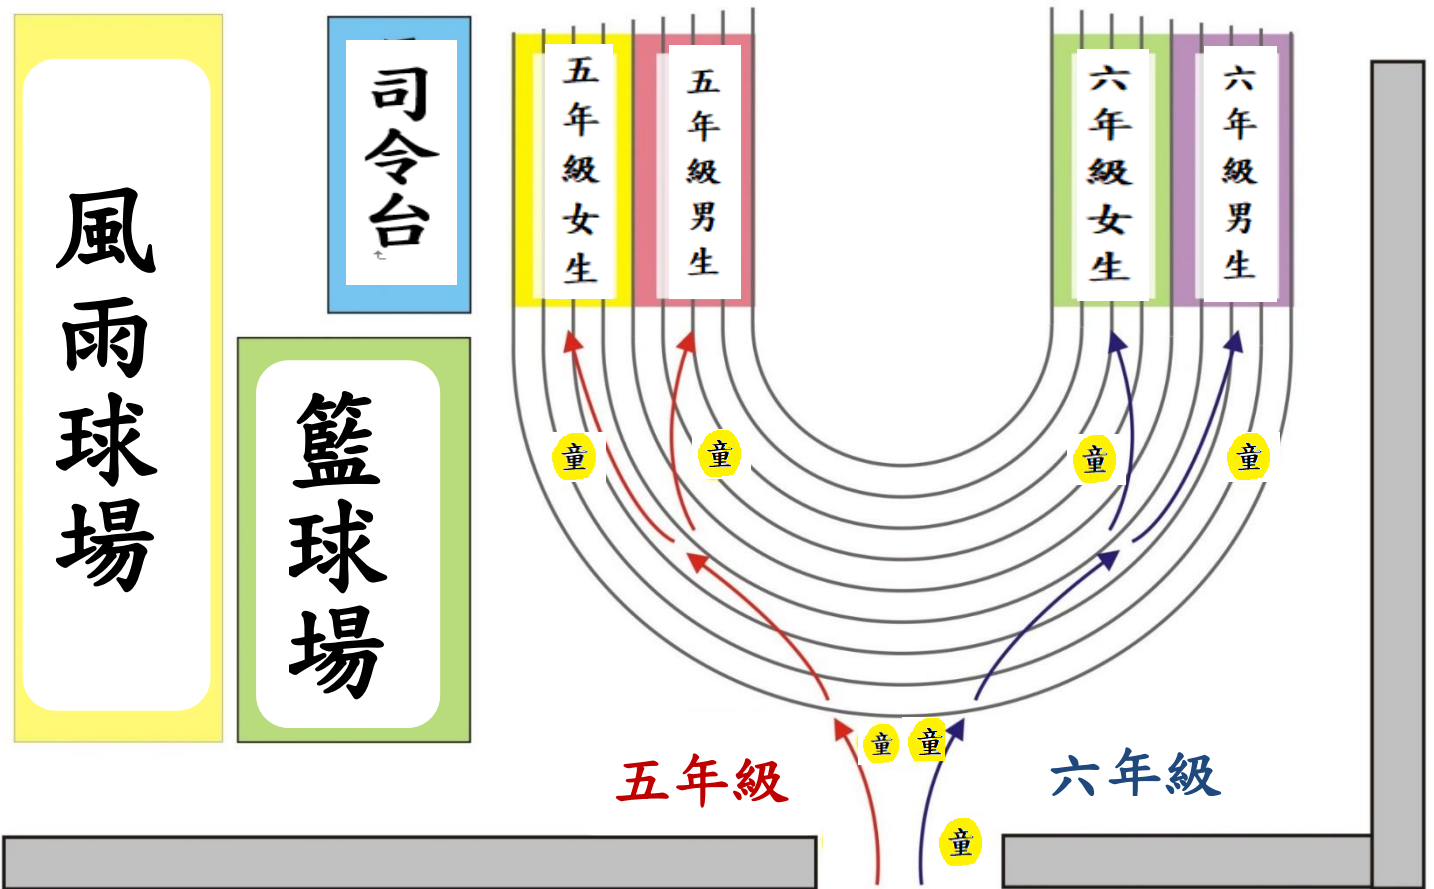 風雨球場
司令台
籃球場
五年級女生
五年級男生
六年級女生
六年級男生
童
童
童
童
童
童
五年級
六年級
童